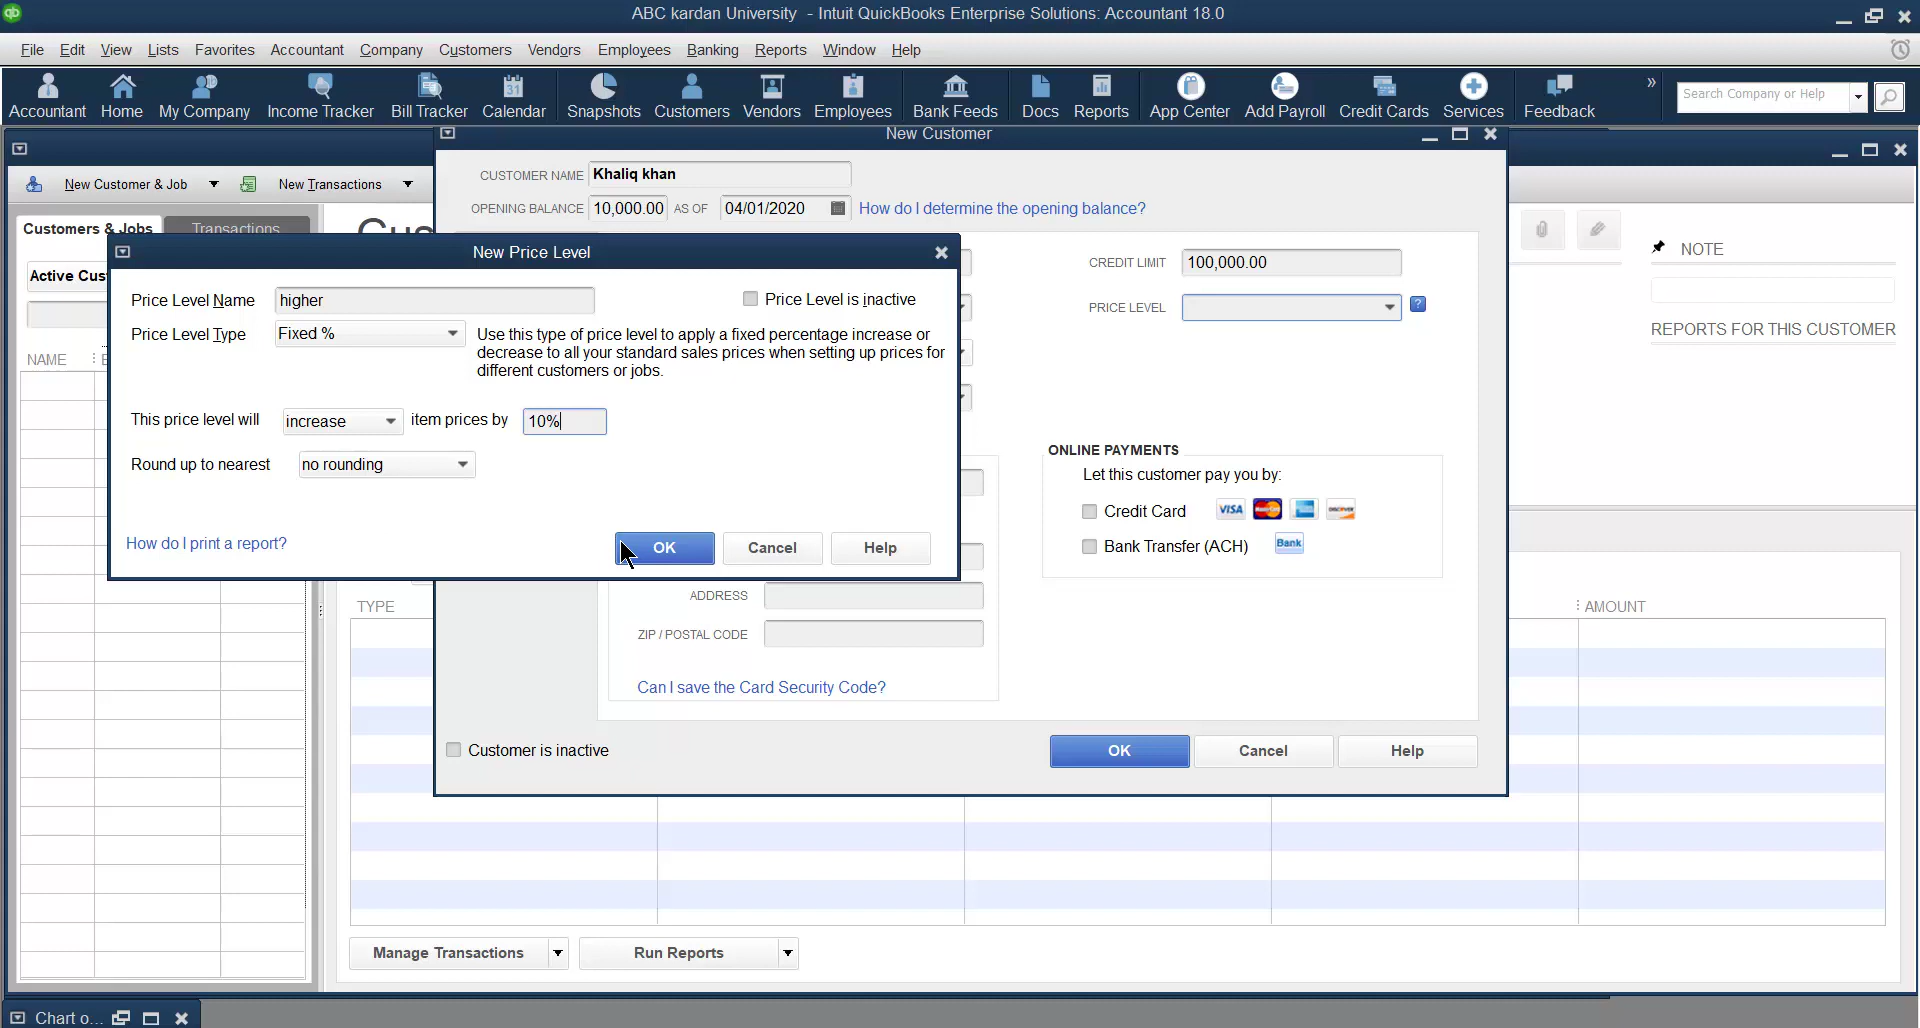 ABC kardan University - Intuit QuickBooks Enterprise Solutions: Accountant 18.0
File Edit View Lists Favorites Accountant Company Customers Vendors Employees Banking Reports Window Help
Accountant Home My Company Income Tracker Bill Tracker Calendar Snapshots Customers Vendors Employees Bank Feeds Docs Reports App Center Add Payroll Credit Cards Services Feedback
Search Company or Help
New Customer
New Customer & Job New Transactions
CUSTOMER NAME Khaliq khan
OPENING BALANCE 10,000.00 AS OF 04/01/2020 How do I determine the opening balance?
Customers & Jobs Transactions
Active Cus
NAME
New Price Level
Price Level Name higher Price Level is inactive
Price Level Type Fixed % Use this type of price level to apply a fixed percentage increase or
decrease to all your standard sales prices when setting up prices for
different customers or jobs.
This price level will increase item prices by 10%
Round up to nearest no rounding
How do I print a report?
OK Cancel Help
CREDIT LIMIT 100,000.00
PRICE LEVEL ?
ONLINE PAYMENTS
Let this customer pay you by:
Credit Card VISA MasterCard DISCOVER
Bank Transfer (ACH) Bank
NOTE
REPORTS FOR THIS CUSTOMER
ADDRESS
ZIP / POSTAL CODE
Can I save the Card Security Code?
Customer is inactive
OK Cancel Help
TYPE AMOUNT
Manage Transactions Run Reports
Chart o...